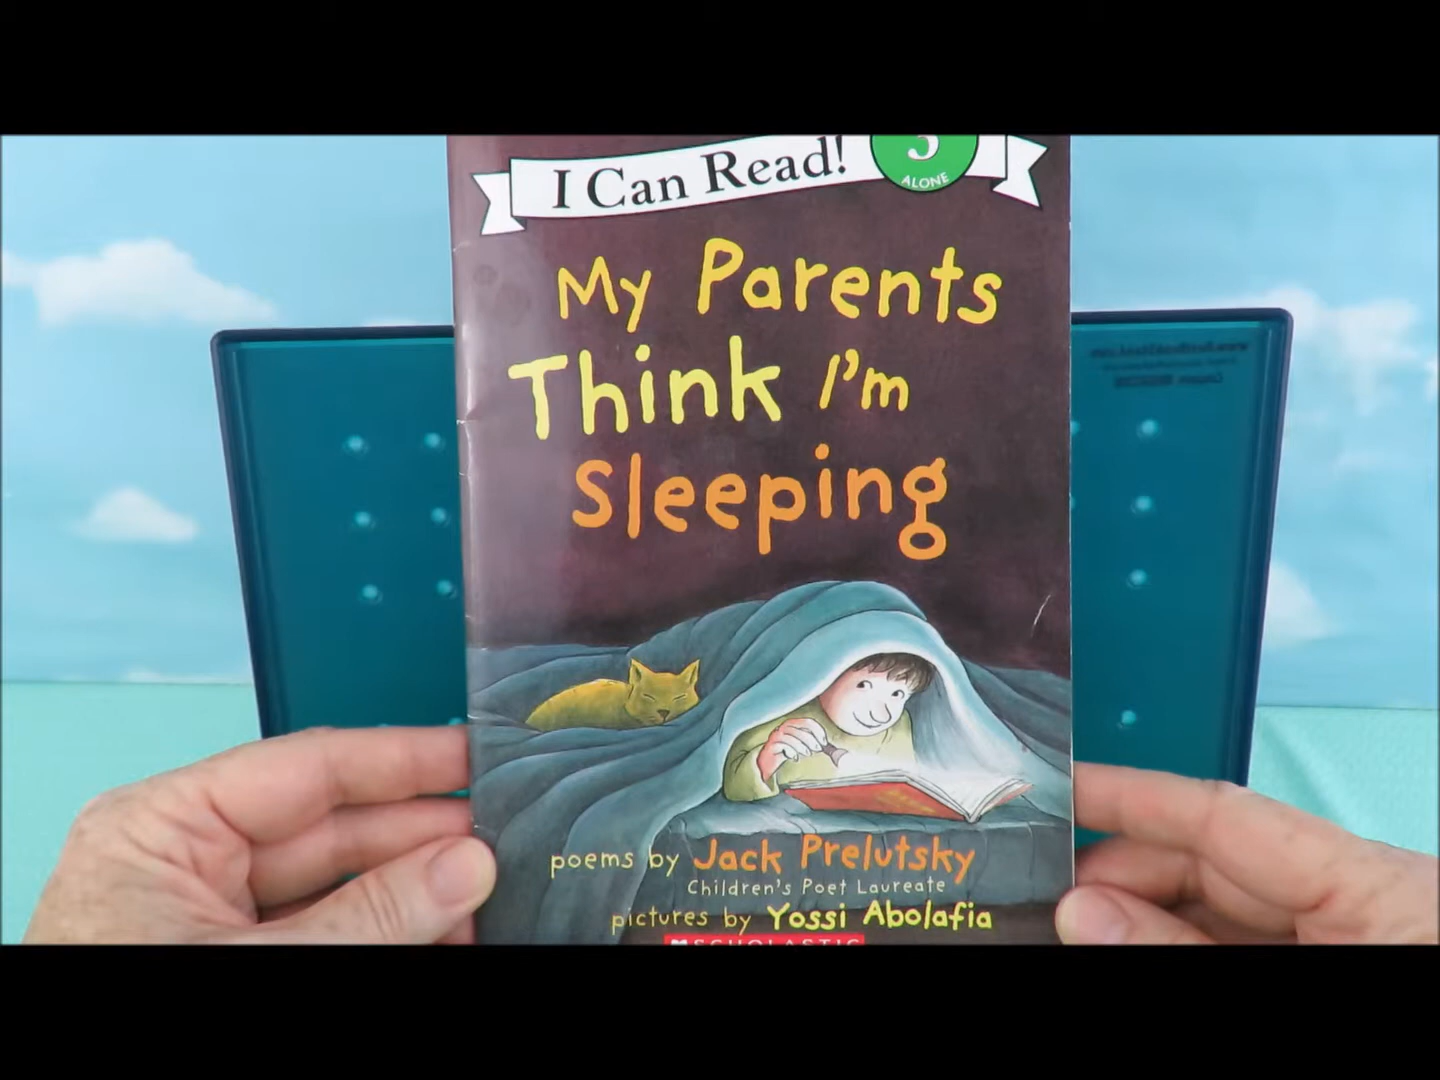 I Can Read!
3
ALONE
My Parents
Think I'm
Sleeping
poems by Jack Prelutsky
Children's Poet Laureate
pictures by Yossi Abolafia
SCHOLASTIC